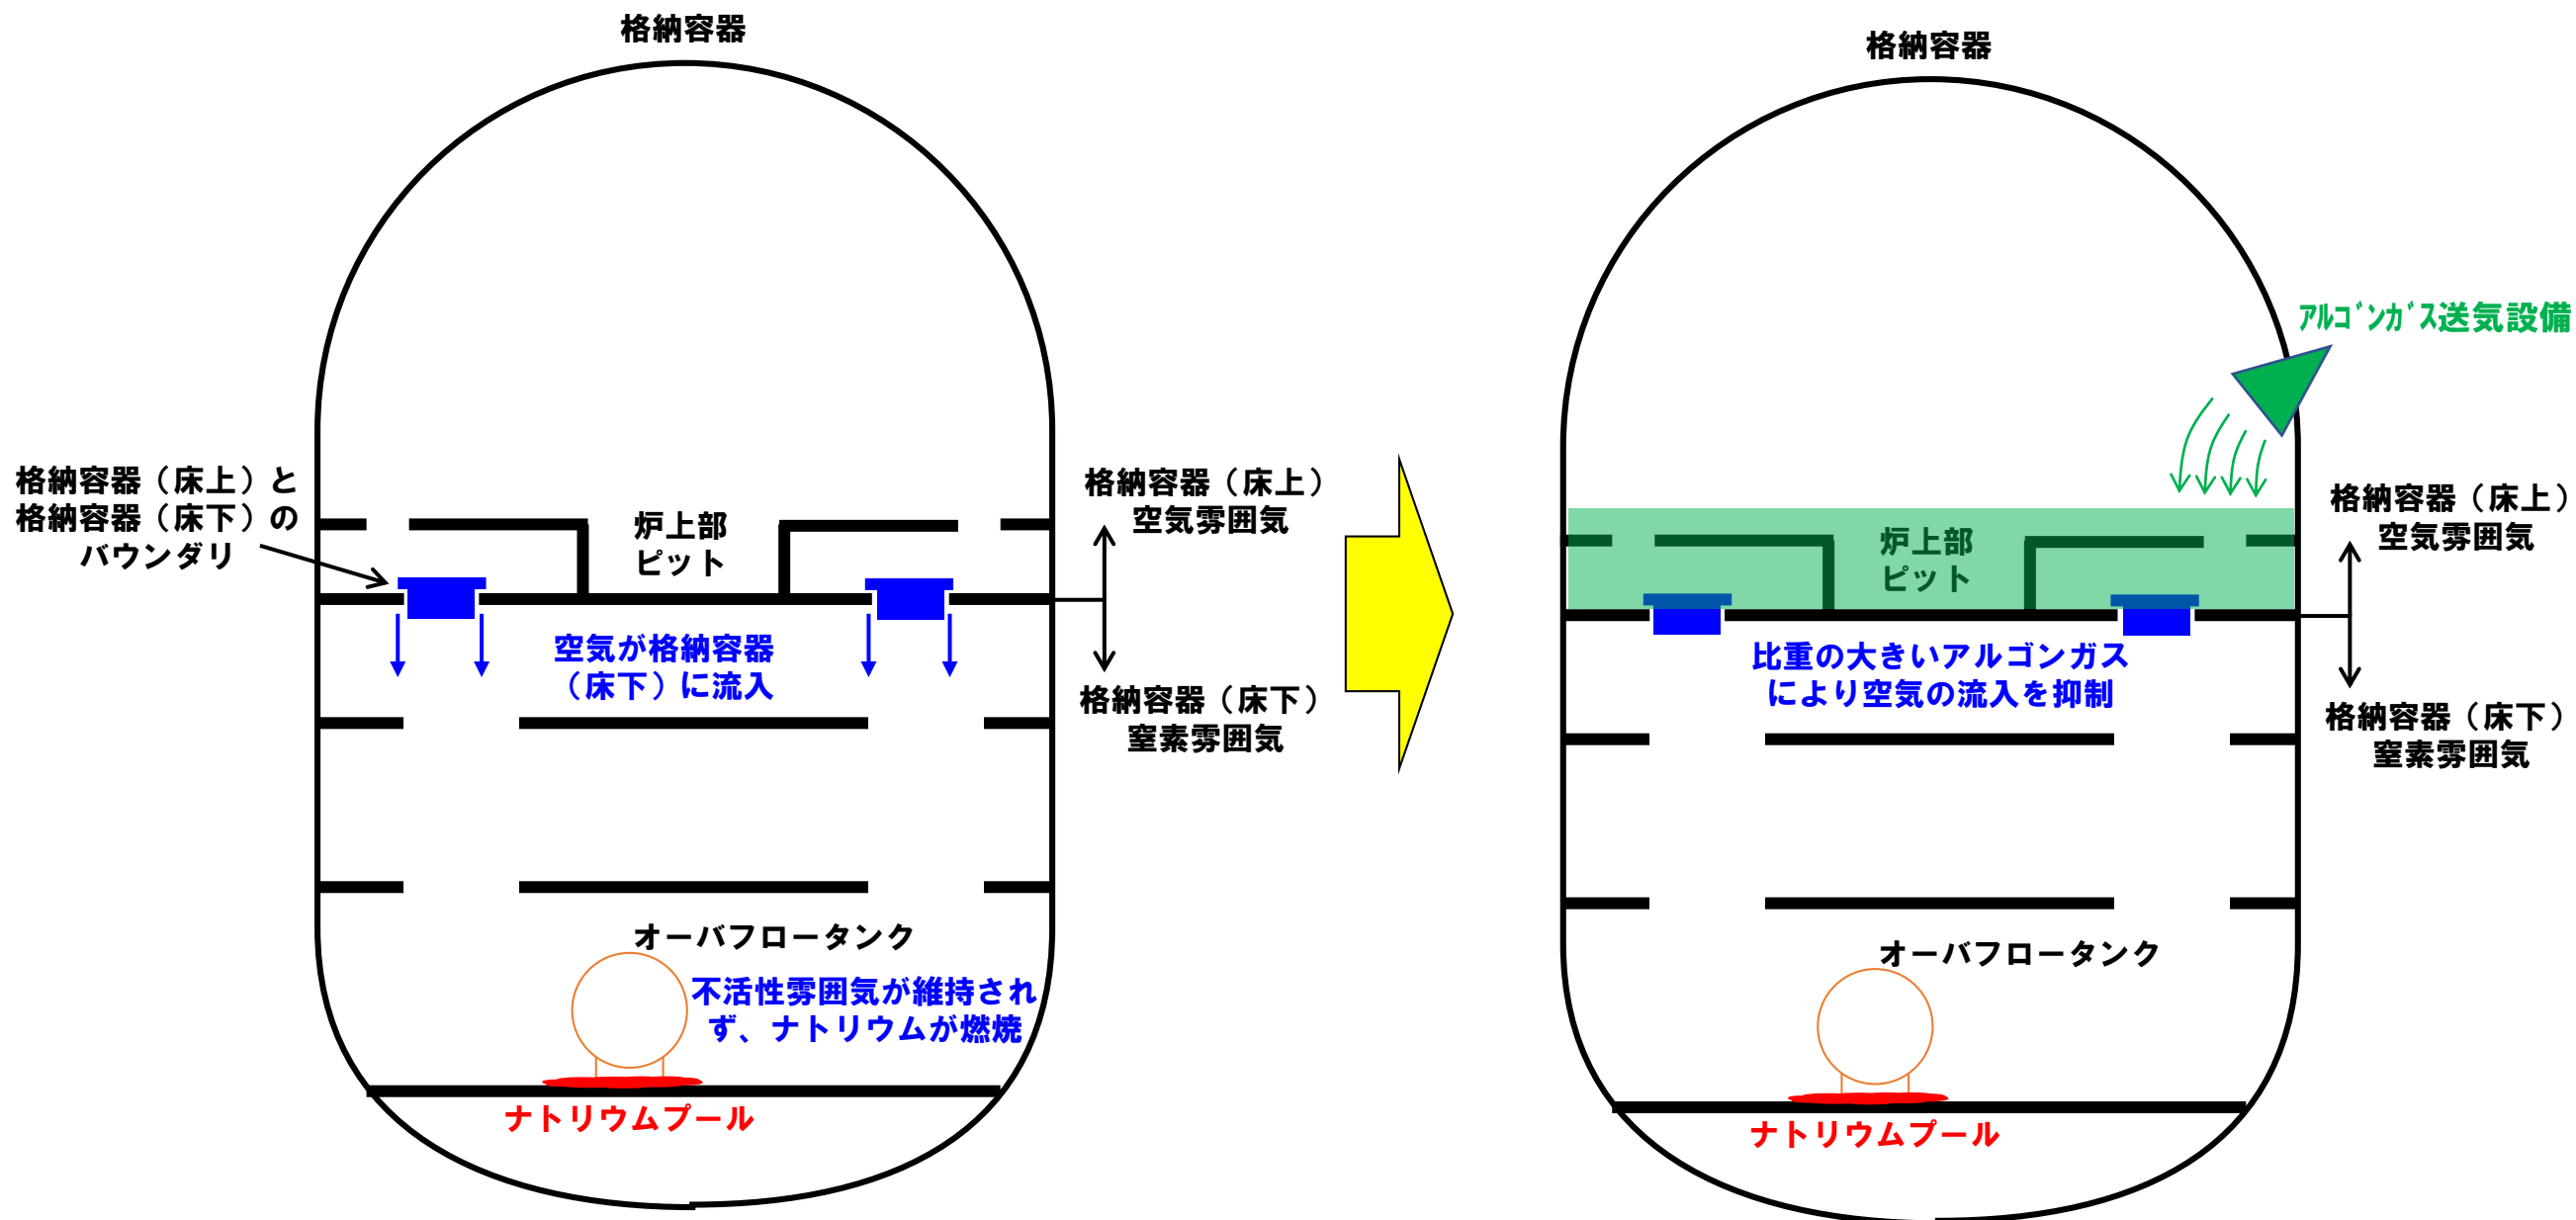 格納容器
格納容器（床上）と
格納容器（床下）の
バウンダリ
炉上部
ピット
格納容器（床上）
空気雰囲気
空気が格納容器
（床下）に流入
格納容器（床下）
窒素雰囲気
オーバフロータンク
不活性雰囲気が維持され
ず、ナトリウムが燃焼
ナトリウムプール
格納容器
ｱﾙｺﾞﾝｶﾞｽ送気設備
炉上部
ピット
格納容器（床上）
空気雰囲気
比重の大きいアルゴンガス
により空気の流入を抑制
格納容器（床下）
窒素雰囲気
オーバフロータンク
ナトリウムプール